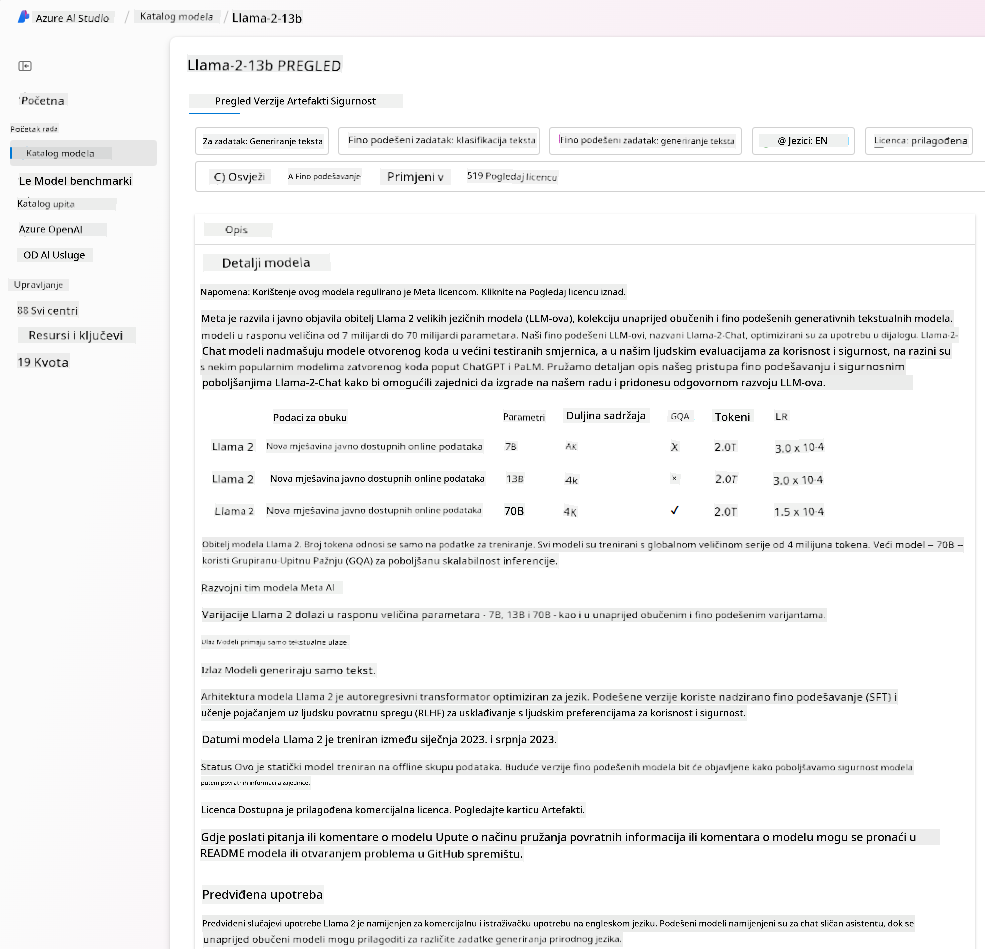 Azure AI Studio / Katalog modela / Llama-2-13b
Početna
Početak rada
Katalog modela
Le Model benchmarki
Katalog upita
Azure OpenAI
OD AI Usluge
Upravljanje
88 Svi centri
Resursi i ključevi
19 Kvota
Llama-2-13b PREGLED
Pregled Verzije Artefakti Sigurnost
Za zadatak: Generiranje teksta
Fino podešeni zadatak: klasifikacija teksta
Fino podešeni zadatak: generiranje teksta
@ Jezici: EN
Licenca: prilagođena
C) Osvježi
A Fino podešavanje
Primjeni v
519 Pogledaj licencu
Opis
Detalji modela
Napomena: Korištenje ovog modela regulirano je Meta licencom. Kliknite na Pogledaj licencu iznad.
Meta je razvila i javno objavila obitelj Llama 2 velikih jezičnih modela (LLM-ova), kolekciju unaprijed obučenih i fino podešenih generativnih tekstualnih modela.
modeli u rasponu veličina od 7 milijardi do 70 milijardi parametara. Naši fino podešeni LLM-ovi, nazvani Llama-2-Chat, optimizirani su za upotrebu u dijalogu. Llama-2-
Chat modeli nadmašuju modele otvorenog koda u većini testiranih smjernica, a u našim ljudskim evaluacijama za korisnost i sigurnost, na razini su
s nekim popularnim modelima zatvorenog koda poput ChatGPT i PaLM. Pružamo detaljan opis našeg pristupa fino podešavanju i sigurnosnim
poboljšanjima Llama-2-Chat kako bi omogućili zajednici da izgrade na našem radu i pridonesu odgovornom razvoju LLM-ova.
Podaci za obuku Parametri Duljina sadržaja GQA Tokeni LR
Llama 2 Nova mješavina javno dostupnih online podataka 7B 4K X 2.0T 3.0 x 10-4
Llama 2 Nova mješavina javno dostupnih online podataka 13B 4k × 2.0T 3.0 x 10-4
Llama 2 Nova mješavina javno dostupnih online podataka 70B 4K ✓ 2.0T 1.5 x 10-4
Obitelj modela Llama 2. Broj tokena odnosi se samo na podatke za treniranje. Svi modeli su trenirani s globalnom veličinom serije od 4 milijuna tokena. Veći model – 70B –
koristi Grupiranu-Upitnu Pažnju (GQA) za poboljšanu skalabilnost inferencije.
Razvojni tim modela Meta AI
Varijacije Llama 2 dolazi u rasponu veličina parametara - 7B, 13B i 70B - kao i u unaprijed obučenim i fino podešenim varijantama.
Ulaz Modeli primaju samo tekstualne ulaze.
Izlaz Modeli generiraju samo tekst.
Arhitektura modela Llama 2 je autoregresivni transformator optimiziran za jezik. Podešene verzije koriste nadzirano fino podešavanje (SFT) i
učenje pojačanjem uz ljudsku povratnu spregu (RLHF) za usklađivanje s ljudskim preferencijama za korisnost i sigurnost.
Datumi modela Llama 2 je treniran između siječnja 2023. i srpnja 2023.
Status Ovo je statički model treniran na offline skupu podataka. Buduće verzije fino podešenih modela bit će objavljene kako poboljšavamo sigurnost modela
putem povratnih informacija zajednice.
Licenca Dostupna je prilagođena komercijalna licenca. Pogledajte karticu Artefakti.
Gdje poslati pitanja ili komentare o modelu Upute o načinu pružanja povratnih informacija ili komentara o modelu mogu se pronaći u
README modela ili otvaranjem problema u GitHub spremištu.
Predviđena upotreba
Predviđeni slučajevi upotrebe Llama 2 je namijenjen za komercijalnu i istraživačku upotrebu na engleskom jeziku. Podešeni modeli namijenjeni su za chat sličan asistentu, dok se
unaprijed obučeni modeli mogu prilagoditi za različite zadatke generiranja prirodnog jezika.